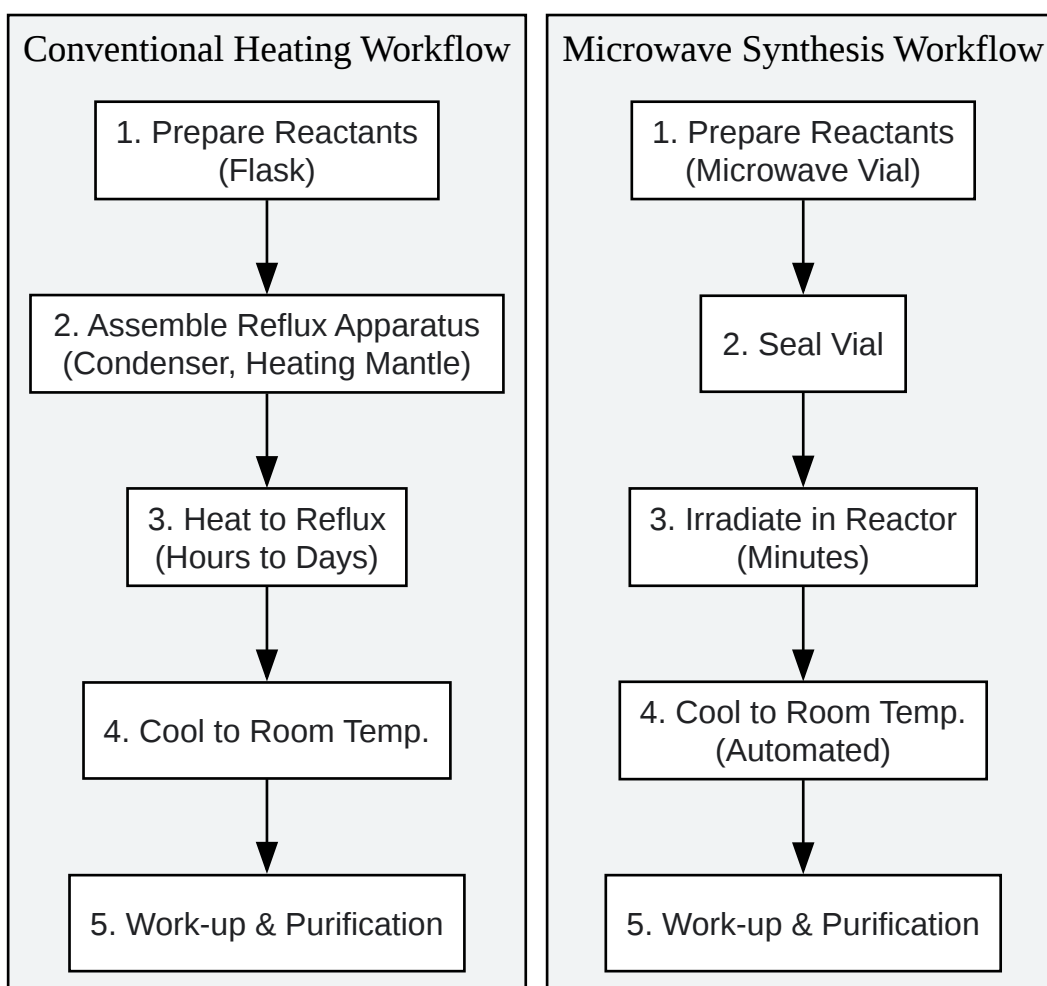 Conventional Heating Workflow
1. Prepare Reactants
(Flask)
2. Assemble Reflux Apparatus
(Condenser, Heating Mantle)
3. Heat to Reflux
(Hours to Days)
4. Cool to Room Temp.
5. Work-up & Purification
Microwave Synthesis Workflow
1. Prepare Reactants
(Microwave Vial)
2. Seal Vial
3. Irradiate in Reactor
(Minutes)
4. Cool to Room Temp.
(Automated)
5. Work-up & Purification